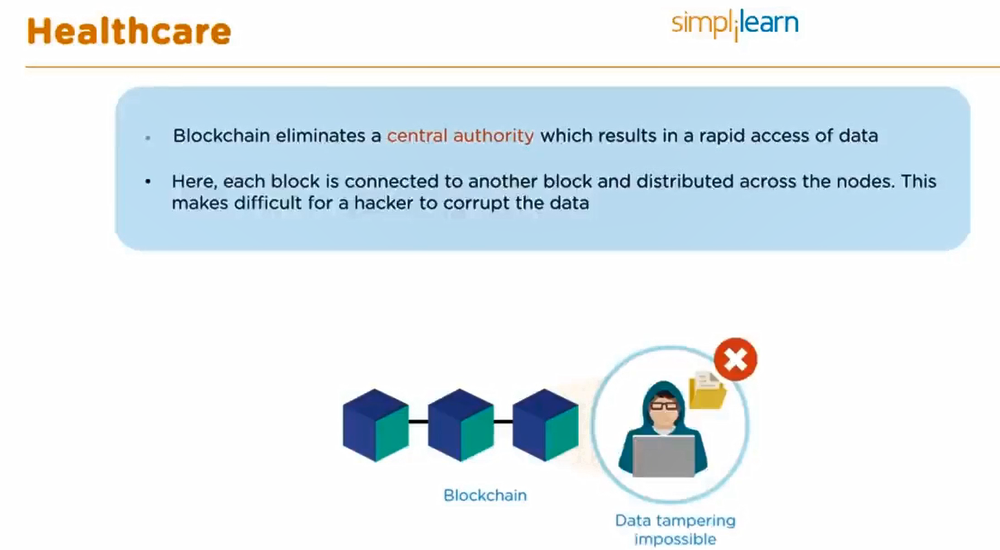 Healthcare
simplilearn
• Blockchain eliminates a central authority which results in a rapid access of data
• Here, each block is connected to another block and distributed across the nodes. This
makes difficult for a hacker to corrupt the data
Blockchain
Data tampering
impossible